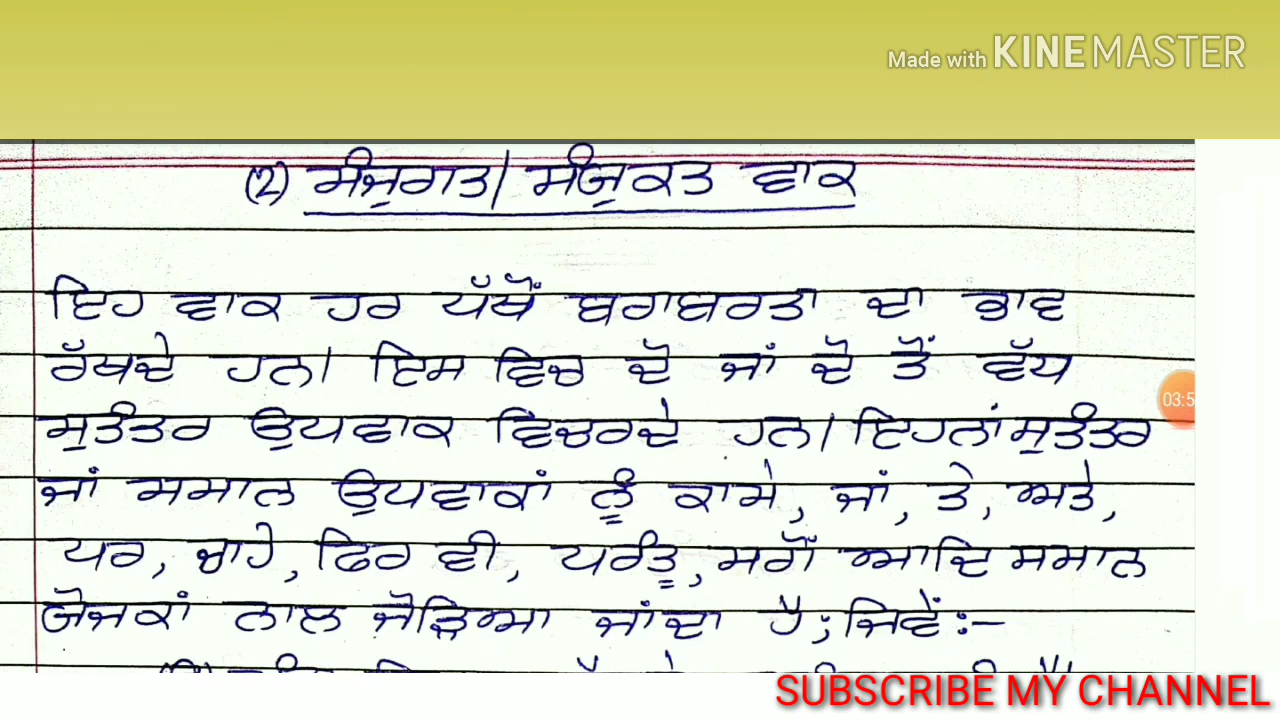 Made with KINEMASTER
(2) ਸੰਜੁਗਤ/ ਸੰਯੁਕਤ ਵਾਕ
ਇਹ ਵਾਕ ਹਰ ਪੱਖੋਂ ਬਰਾਬਰਤਾ ਦਾ ਭਾਵ
ਰੱਖਦੇ ਹਨ। ਇਸ ਵਿਚ ਦੋ ਜਾਂ ਦੋ ਤੋਂ ਵੱਧ
ਸੁਤੰਤਰ ਉਪਵਾਕ ਵਿਚਰਦੇ ਹਨ। ਇਹਨਾਂ ਸੁਤੰਤਰ
ਜਾਂ ਸਮਾਨ ਉਪਵਾਕਾਂ ਨੂੰ ਕਾਮੇ, ਜਾਂ, ਤੇ, ਅਤੇ,
ਪਰ, ਚਾਹੇ, ਫਿਰ ਵੀ, ਪਰੰਤੂ, ਸਗੋਂ ਆਦਿ ਸਮਾਨ
ਯੋਜਕਾਂ ਨਾਲ ਜੋੜਿਆ ਜਾਂਦਾ ਹੈ; ਜਿਵੇਂ:-
03:5
SUBSCRIBE MY CHANNEL